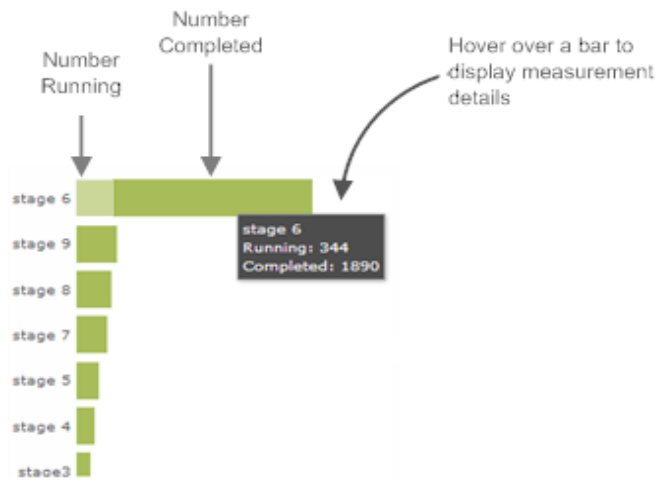 Number
Completed
Number
Running
Hover over a bar to
display measurement
details
stage 6
stage 6
Running: 344
Completed: 1890
stage 9
stage 8
stage 7
stage 5
stage 4
stage3